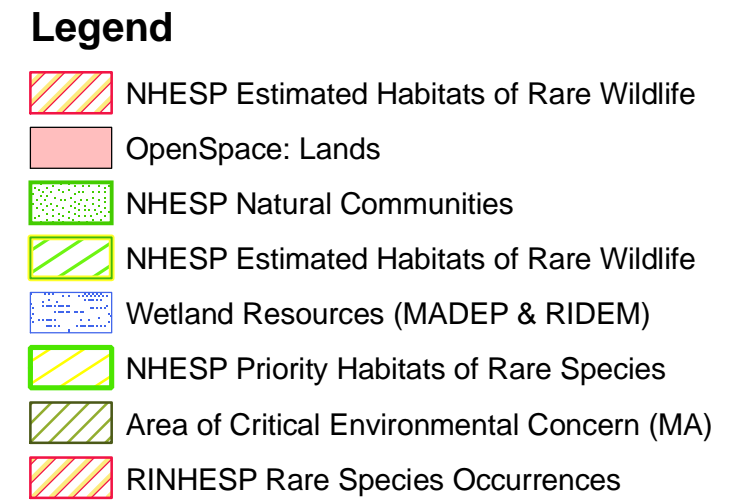 Legend
NHESP Estimated Habitats of Rare Wildlife
OpenSpace: Lands
NHESP Natural Communities
NHESP Estimated Habitats of Rare Wildlife
Wetland Resources (MADEP & RIDEM)
NHESP Priority Habitats of Rare Species
Area of Critical Environmental Concern (MA)
RINHESP Rare Species Occurrences